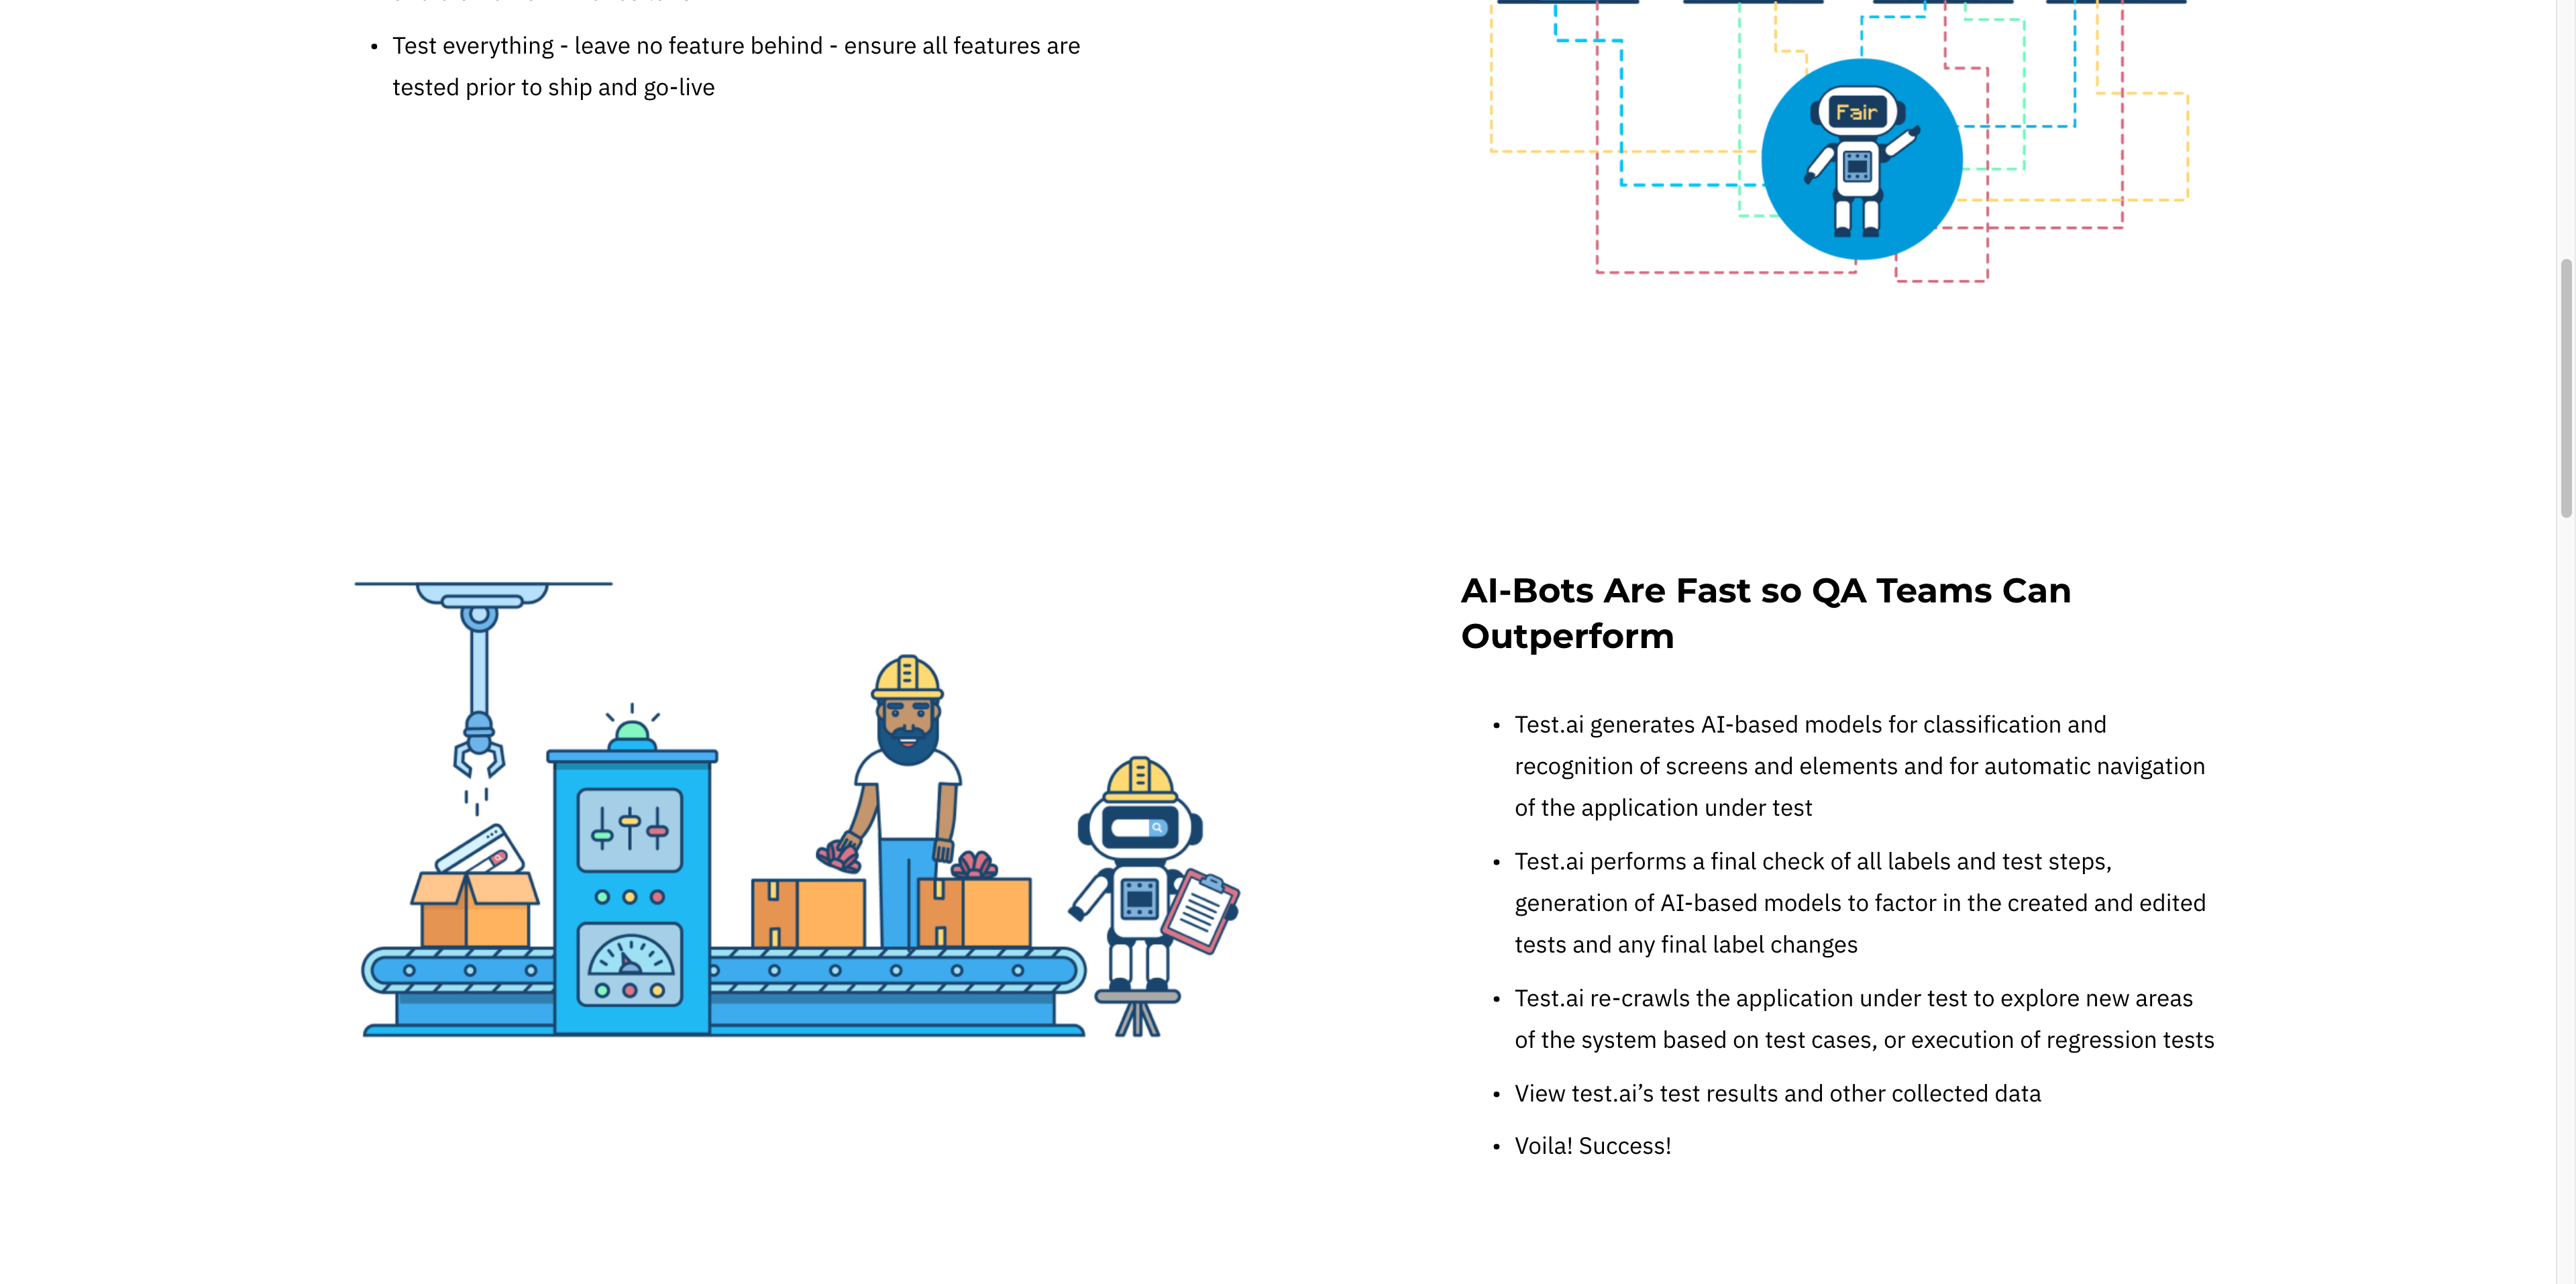 • Test everything - leave no feature behind - ensure all features are
tested prior to ship and go-live
Fair
AI-Bots Are Fast so QA Teams Can
Outperform
• Test.ai generates AI-based models for classification and
recognition of screens and elements and for automatic navigation
of the application under test
• Test.ai performs a final check of all labels and test steps,
generation of AI-based models to factor in the created and edited
tests and any final label changes
• Test.ai re-crawls the application under test to explore new areas
of the system based on test cases, or execution of regression tests
• View test.ai’s test results and other collected data
• Voila! Success!